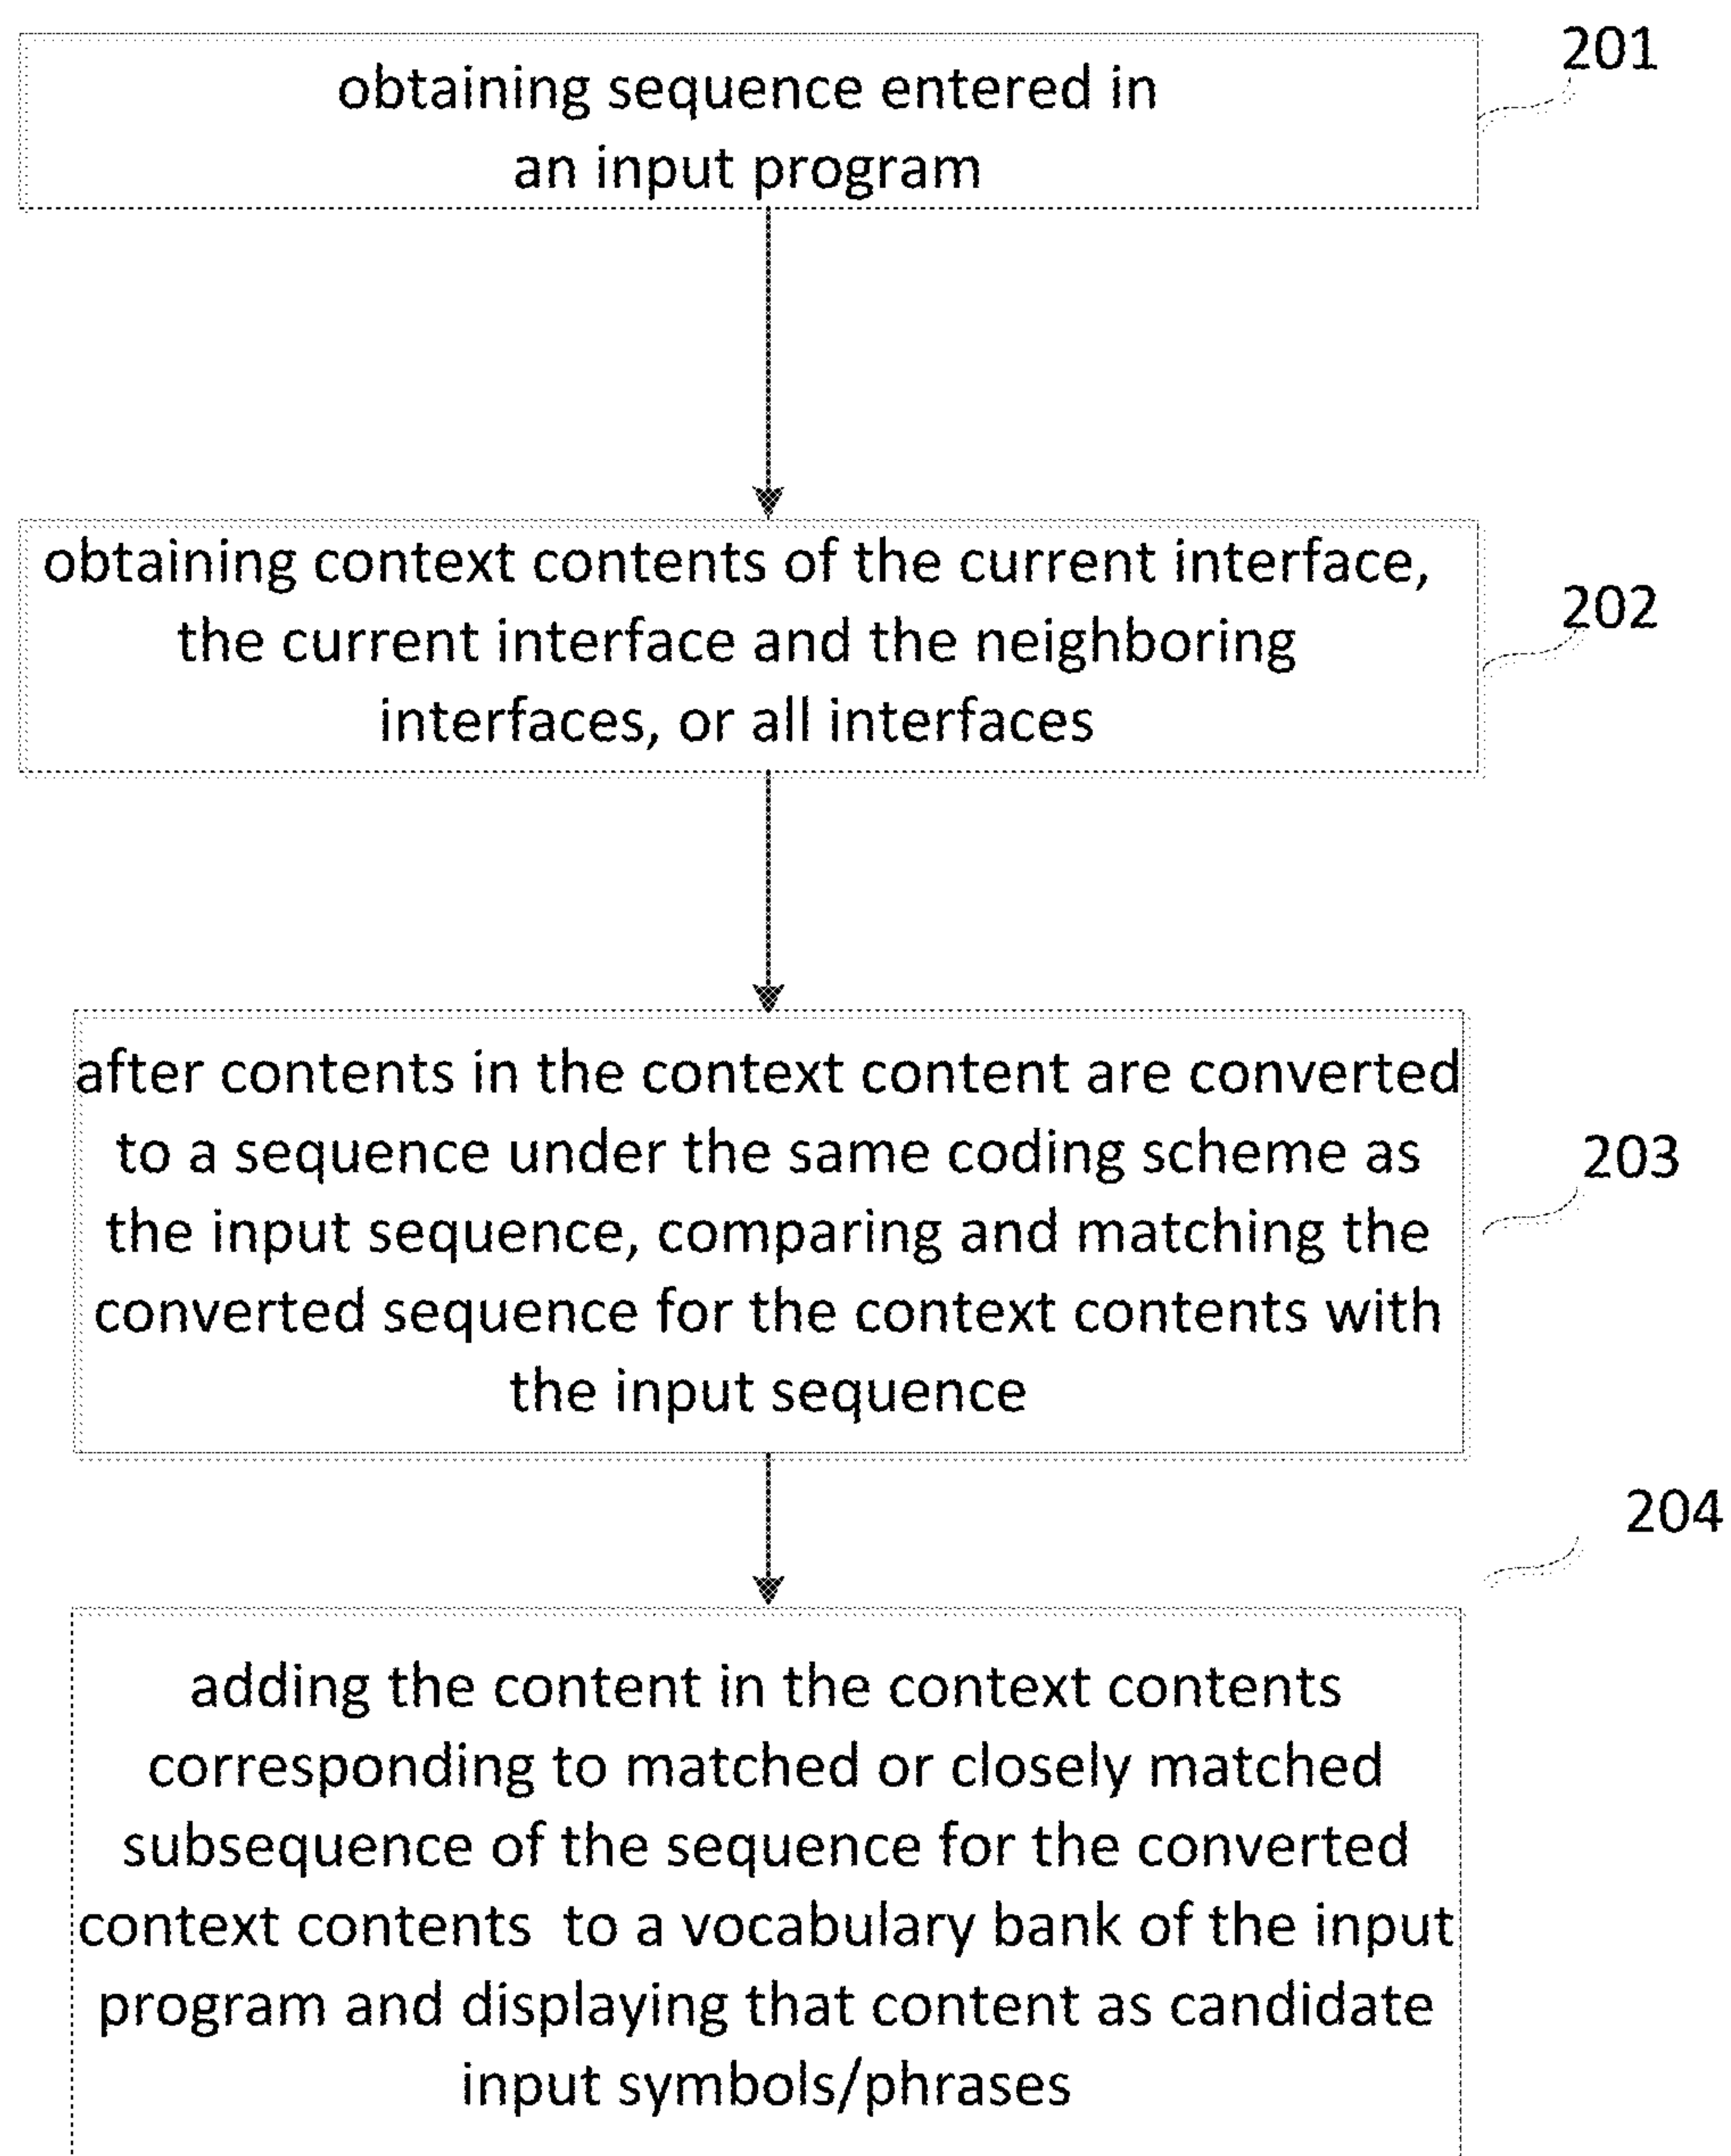 201
obtaining sequence entered in
an input program
obtaining context contents of the current interface,
the current interface and the neighboring
interfaces, or all interfaces
202
after contents in the context content are converted
to a sequence under the same coding scheme as
the input sequence, comparing and matching the
converted sequence for the context contents with
the input sequence
203
204
adding the content in the context contents
corresponding to matched or closely matched
subsequence of the sequence for the converted
context contents to a vocabulary bank of the input
program and displaying that content as candidate
input symbols/phrases